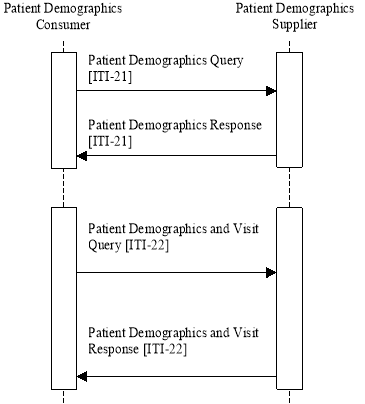 Patient Demographics
Consumer
Patient Demographics
Supplier
Patient Demographics Query
[ITI-21]
Patient Demographics Response
[ITI-21]
Patient Demographics and Visit
Query [ITI-22]
Patient Demographics and Visit
Response [ITI-22]